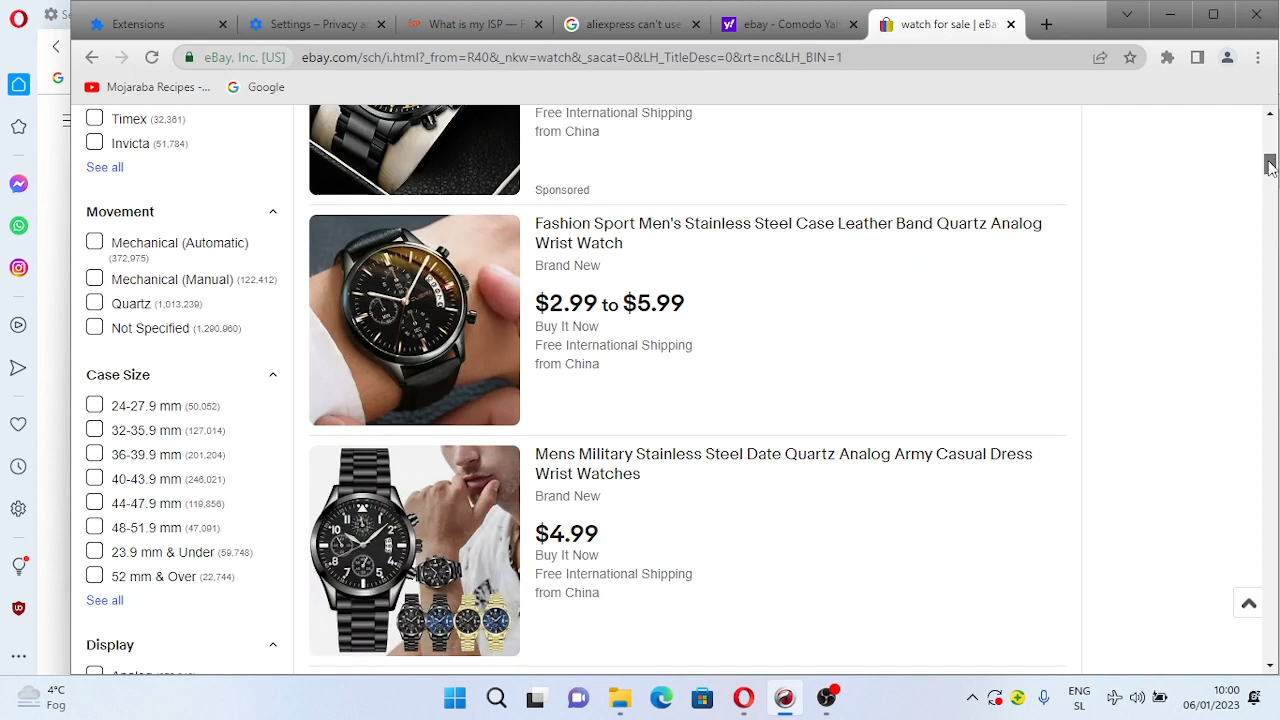 Se
Extensions
Settings – Privacy a
What is my ISP — F
aliexpress can't use
ebay - Comodo Yal
watch for sale | eBa
eBay, Inc. [US]
ebay.com/sch/i.html?_from=R40&_nkw=watch&_sacat=0&LH_TitleDesc=0&rt=nc&LH_BIN=1
Mojaraba Recipes -...
Google
Timex (32,361)
Invicta (51,784)
See all
Movement
Mechanical (Automatic)
(372,975)
Mechanical (Manual) (122,412)
Quartz (1,013,239)
Not Specified (1,290,960)
Case Size
24-27.9 mm (50,052)
32-35.9 mm (127,014)
36-39.9 mm (201,204)
40-43.9 mm (246,021)
44-47.9 mm (119,856)
48-51.9 mm (47,091)
23.9 mm & Under (59,748)
52 mm & Over (22,744)
See all
Display
Free International Shipping
from China
Sponsored
Fashion Sport Men's Stainless Steel Case Leather Band Quartz Analog
Wrist Watch
Brand New
$2.99 to $5.99
Buy It Now
Free International Shipping
from China
Mens Military Stainless Steel Date Quartz Analog Army Casual Dress
Wrist Watches
Brand New
$4.99
Buy It Now
Free International Shipping
from China
4°C
Fog
ENG
SL
10:00
06/01/2023